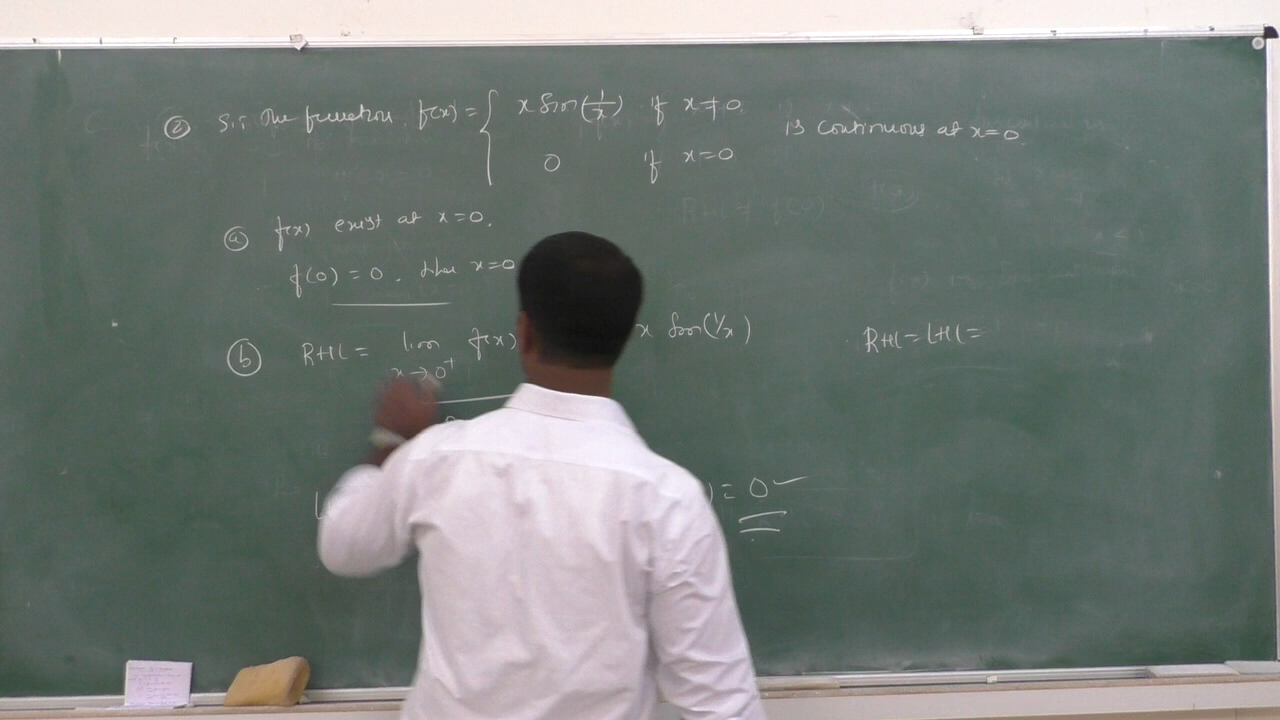 ② S.T the function f(x) = { x Sin(1/x) if x≠0
0 if x=0
is continuous at x=0
ⓐ f(x) exist at x=0.
f(0) = 0. when x=0
ⓑ RHL = lim x→0⁺ f(x) x Sin(1/x)
RHL = LHL =
) = 0 ✓